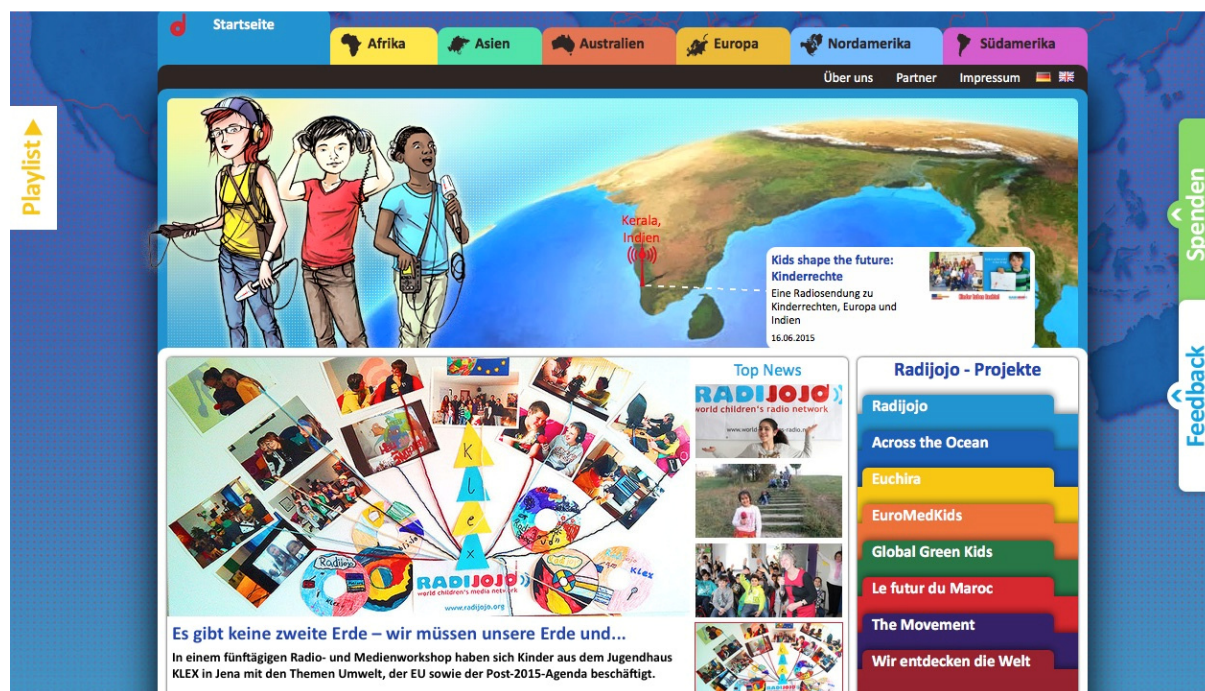 Startseite
Afrika
Asien
Australien
Europa
Nordamerika
Südamerika
Über uns Partner Impressum
Playlist
Spenden
Feedback
Kerala,
Indien
Kids shape the future:
Kinderrechte
Eine Radiosendung zu
Kinderrechten, Europa und
Indien
16.06.2015
K
l
e
x
Radijojo
KLEX
RADIJOJO
world children's media network
www.radijojo.org
Es gibt keine zweite Erde – wir müssen unsere Erde und...
In einem fünftägigen Radio- und Medienworkshop haben sich Kinder aus dem Jugendhaus
KLEX in Jena mit den Themen Umwelt, der EU sowie der Post-2015-Agenda beschäftigt.
Top News
RADIJOJO
world children's radio network
Radijojo - Projekte
Radijojo
Across the Ocean
Euchira
EuroMedKids
Global Green Kids
Le futur du Maroc
The Movement
Wir entdecken die Welt